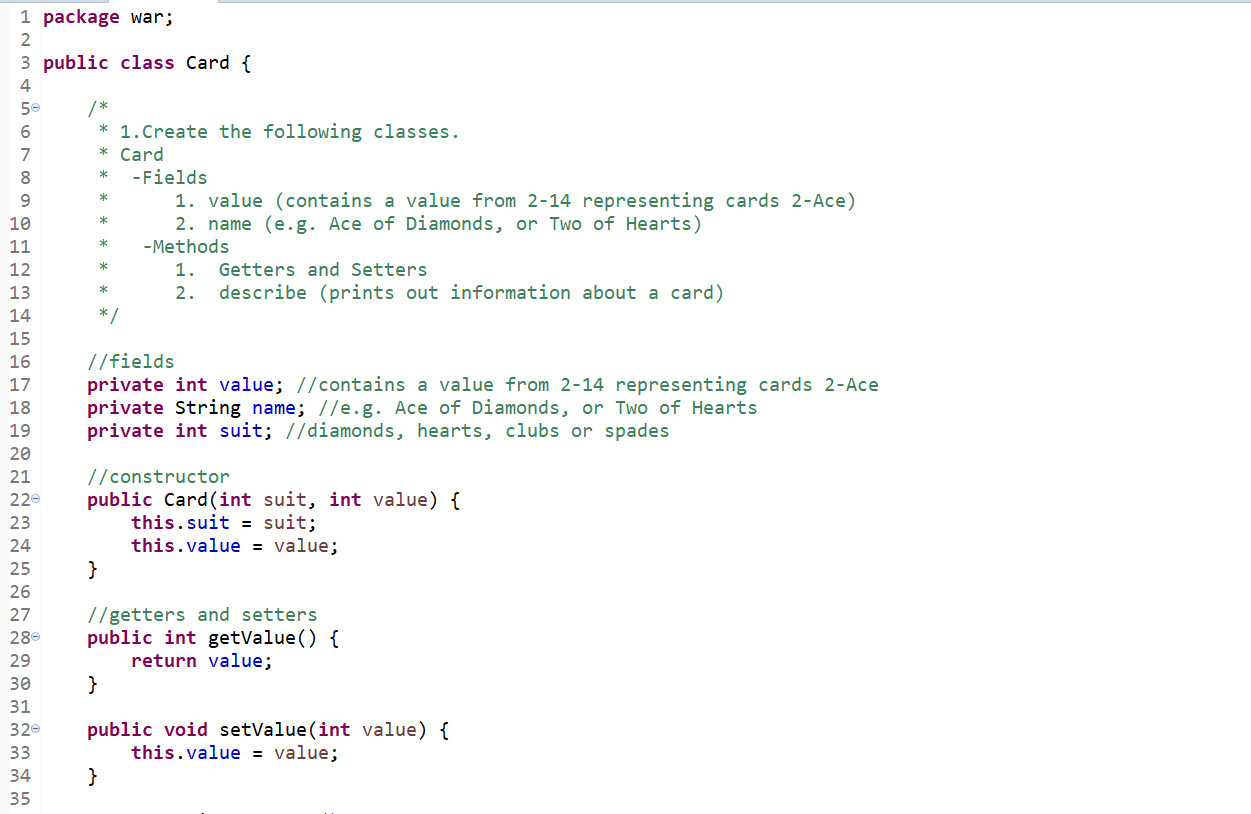 1 package war;
2
3 public class Card {
4
5 /*
6 * 1.Create the following classes.
7 * Card
8 * -Fields
9 * 1. value (contains a value from 2-14 representing cards 2-Ace)
10 * 2. name (e.g. Ace of Diamonds, or Two of Hearts)
11 * -Methods
12 * 1. Getters and Setters
13 * 2. describe (prints out information about a card)
14 */
15
16 //fields
17 private int value; //contains a value from 2-14 representing cards 2-Ace
18 private String name; //e.g. Ace of Diamonds, or Two of Hearts
19 private int suit; //diamonds, hearts, clubs or spades
20
21 //constructor
22 public Card(int suit, int value) {
23 this.suit = suit;
24 this.value = value;
25 }
26
27 //getters and setters
28 public int getValue() {
29 return value;
30 }
31
32 public void setValue(int value) {
33 this.value = value;
34 }
35